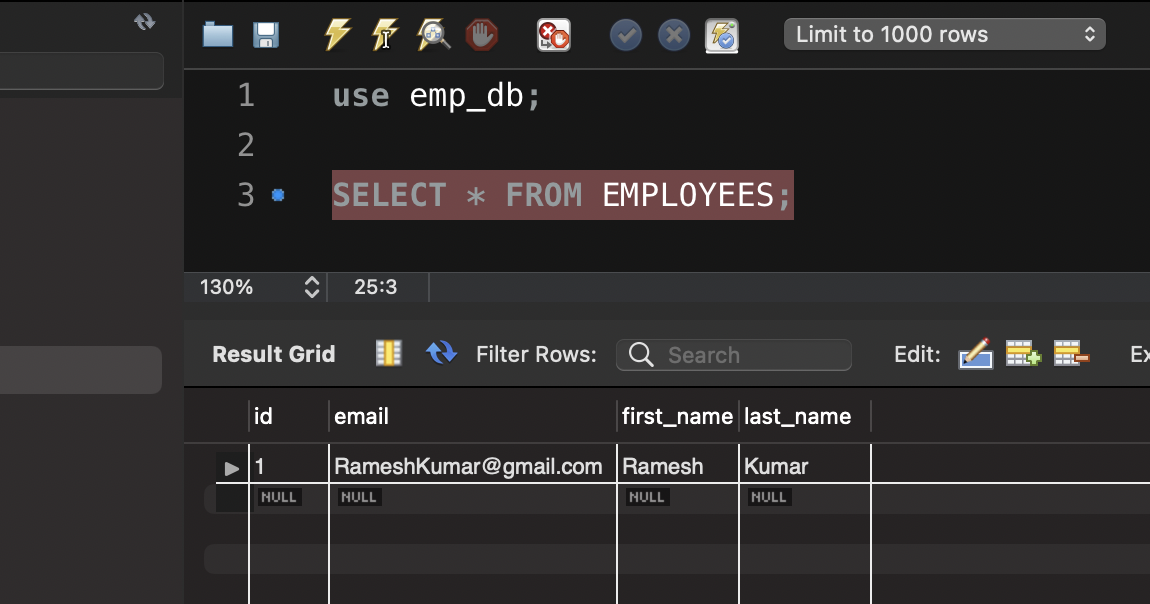 Limit to 1000 rows
1 use emp_db;
2
3 SELECT * FROM EMPLOYEES;
130% 25:3
Result Grid Filter Rows: Search Edit: Ex
id email first_name last_name
1 RameshKumar@gmail.com Ramesh Kumar
NULL NULL NULL NULL